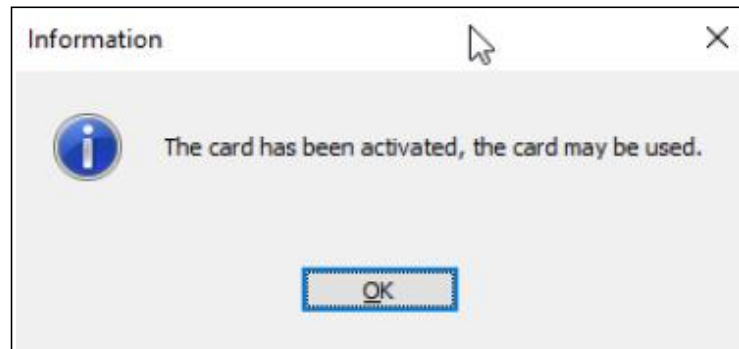 Information
The card has been activated, the card may be used.
OK